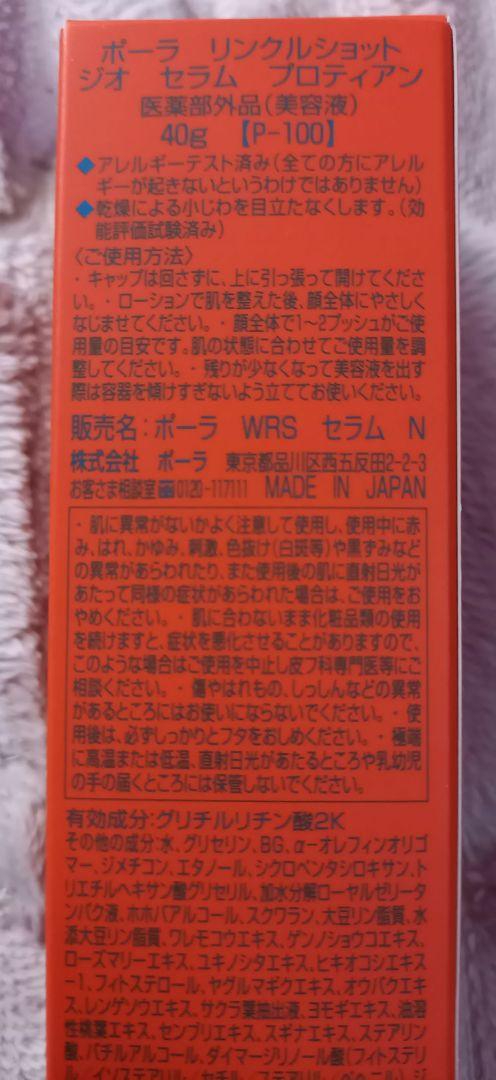 ポーラ リンクルショット
ジオ セラム プロティアン
医薬部外品(美容液)
40g 【P-100】
◆アレルギーテスト済み(全ての方にアレル
ギーが起きないというわけではありません)
◆乾燥による小じわを目立たなくします。(効
能評価試験済み)
〈ご使用方法〉
・キャップは回さずに、上に引っ張って開けてくださ
い。・ローションで肌を整えた後、顔全体にやさしく
なじませてください。・顔全体で1〜2プッシュがご使
用量の目安です。肌の状態に合わせてご使用量を調
整してください。・残りが少なくなって美容液を出す
際は容器を傾けすぎないよう立ててお使いください。
販売名:ポーラ WRS セラム N
株式会社 ポーラ 東京都品川区西五反田2-2-3
お客さま相談室 0120-117111 MADE IN JAPAN
・肌に異常がないかよく注意して使用し、使用中に赤
み、はれ、かゆみ、刺激、色抜け(白斑等)や黒ずみなど
の異常があらわれたり、また使用後の肌に直射日光が
あたって同様の症状があらわれた場合は、ご使用をお
やめください。・肌に合わないまま化粧品類の使用
を続けますと、症状を悪化させることがありますので、
このような場合はご使用を中止し皮フ科専門医等にご
相談ください。・傷やはれもの、しっしんなどの異常
があるところにはお使いにならないでください。・使
用後は、必ずしっかりとフタをおしめください。・極端
に高温または低温、直射日光があたるところや乳幼児
の手の届くところには保管しないでください。
有効成分:グリチルリチン酸2K
その他の成分:水、グリセリン、BG、α-オレフィンオリゴ
マー、ジメチコン、エタノール、シクロペンタシロキサン、ト
リエチルヘキサン酸グリセリル、加水分解ローヤルゼリータ
ンパク液、ホホバアルコール、スクワラン、大豆リン脂質、水
添大豆リン脂質、ワレモコウエキス、ゲンノショウコエキス、
ローズマリーエキス、ユキノシタエキス、ヒキオコシエキス
-1、フィトステロール、ヤグルマギクエキス、オウバクエキ
ス、レンゲソウエキス、サクラ葉抽出液、ヨモギエキス、油溶
性桃葉エキス、センブリエキス、スギナエキス、ステアリン
酸、バチルアルコール、ダイマージリノール酸(フィトステリ
ル、イソステアリル、セチル、ステアリル、ベヘニル)、ジ